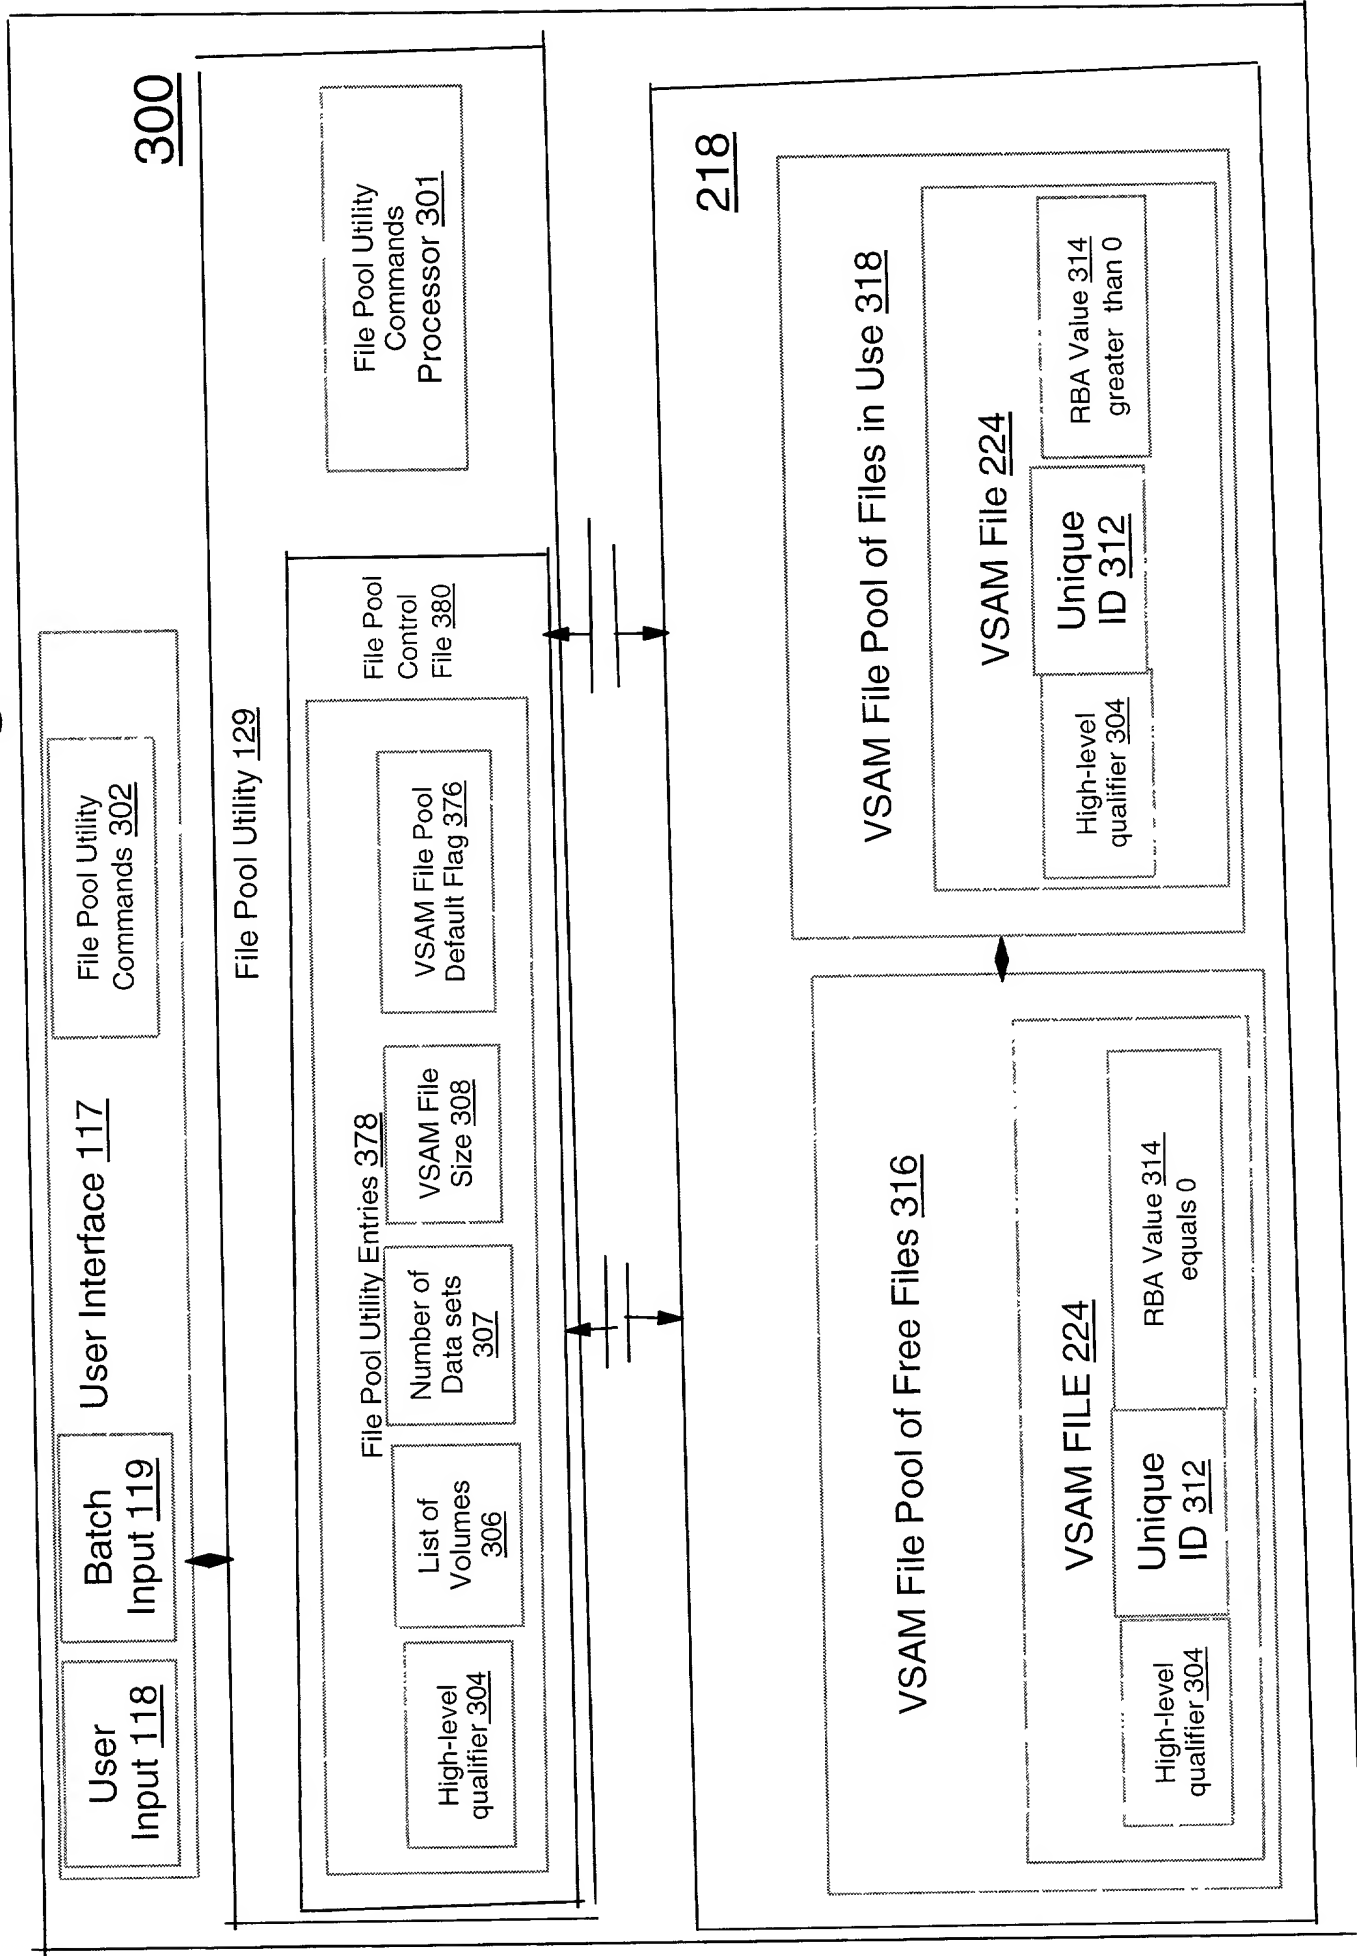 300
User
Input 118
Batch
Input 119
User Interface 117
File Pool Utility
Commands 302
File Pool Utility 129
File Pool Utility Entries 378
High-level
qualifier 304
List of
Volumes
306
Number of
Data sets
307
VSAM File
Size 308
VSAM File Pool
Default Flag 376
File Pool
Control
File 380
File Pool Utility
Commands
Processor 301
218
VSAM File Pool of Free Files 316
VSAM FILE 224
High-level
qualifier 304
Unique
ID 312
RBA Value 314
equals 0
VSAM File Pool of Files in Use 318
VSAM File 224
High-level
qualifier 304
Unique
ID 312
RBA Value 314
greater than 0